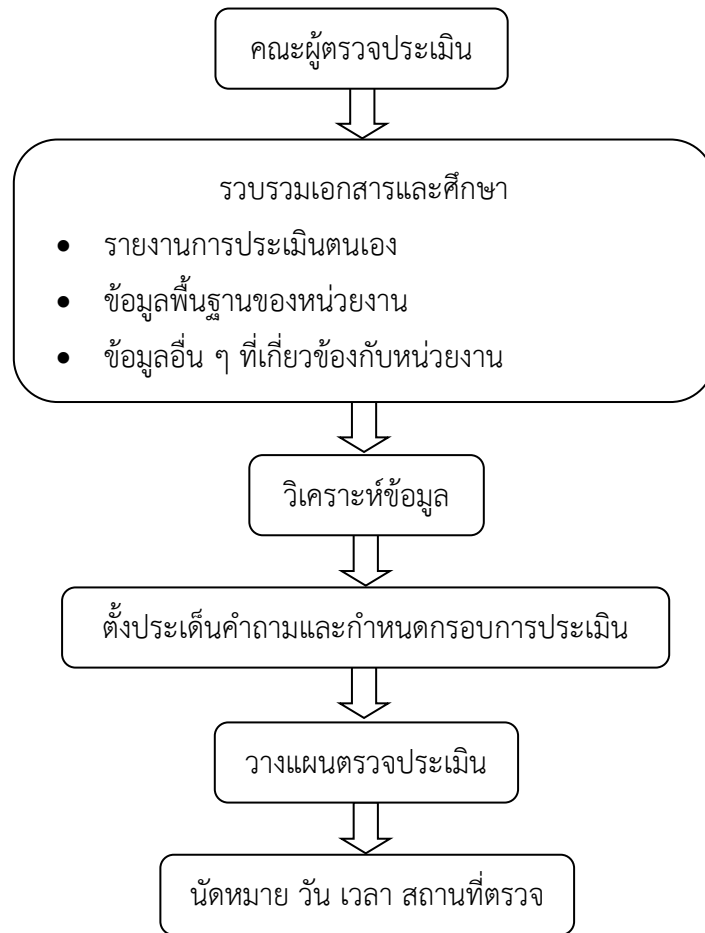 คณะผู้ตรวจประเมิน
รวบรวมเอกสารและศึกษา
• รายงานการประเมินตนเอง
• ข้อมูลพื้นฐานของหน่วยงาน
• ข้อมูลอื่น ๆ ที่เกี่ยวข้องกับหน่วยงาน
วิเคราะห์ข้อมูล
ตั้งประเด็นคำถามและกำหนดกรอบการประเมิน
วางแผนตรวจประเมิน
นัดหมาย วัน เวลา สถานที่ตรวจ